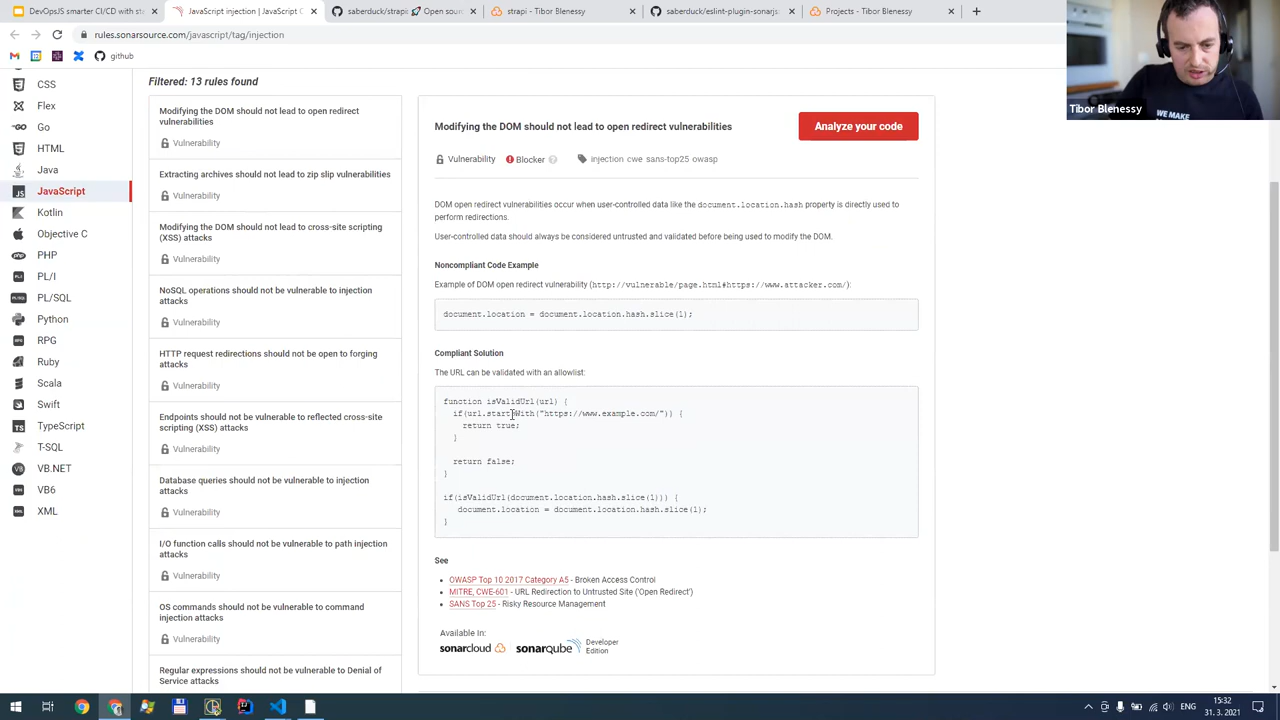 DevOpsJS smarter CI/CD with st
JavaScript injection | JavaScript C
saberduck/strapi: 🚀 Open sourc
strapi - Tibor Blenessy
saberduck/eslint-plugin-sonarjs
Projects - Tibor Blenessy
rules.sonarsource.com/javascript/tag/injection
github
Tibor Blenessy
WE MAKE
CSS
Flex
Go
HTML
Java
JavaScript
Kotlin
Objective C
PHP
PL/I
PL/SQL
Python
RPG
Ruby
Scala
Swift
TypeScript
T-SQL
VB.NET
VB6
XML
Filtered: 13 rules found
Modifying the DOM should not lead to open redirect
vulnerabilities
Vulnerability
Extracting archives should not lead to zip slip vulnerabilities
Vulnerability
Modifying the DOM should not lead to cross-site scripting
(XSS) attacks
Vulnerability
NoSQL operations should not be vulnerable to injection
attacks
Vulnerability
HTTP request redirections should not be open to forging
attacks
Vulnerability
Endpoints should not be vulnerable to reflected cross-site
scripting (XSS) attacks
Vulnerability
Database queries should not be vulnerable to injection
attacks
Vulnerability
I/O function calls should not be vulnerable to path injection
attacks
Vulnerability
OS commands should not be vulnerable to command
injection attacks
Vulnerability
Regular expressions should not be vulnerable to Denial of
Service attacks
Modifying the DOM should not lead to open redirect vulnerabilities
Analyze your code
Vulnerability Blocker ? injection cwe sans-top25 owasp
DOM open redirect vulnerabilities occur when user-controlled data like the document.location.hash property is directly used to
perform redirections.
User-controlled data should always be considered untrusted and validated before being used to modify the DOM.
Noncompliant Code Example
Example of DOM open redirect vulnerability (http://vulnerable/page.html#https://www.attacker.com/):
document.location = document.location.hash.slice(1);
Compliant Solution
The URL can be validated with an allowlist:
function isValidUrl(url) {
if(url.startsWith("https://www.example.com/")) {
return true;
}
return false;
}
if(isValidUrl(document.location.hash.slice(1))) {
document.location = document.location.hash.slice(1);
}
See
OWASP Top 10 2017 Category A5 - Broken Access Control
MITRE, CWE-601 - URL Redirection to Untrusted Site ('Open Redirect')
SANS Top 25 - Risky Resource Management
Available In:
sonarcloud sonarqube Developer
Edition
ENG
15:32
31. 3. 2021